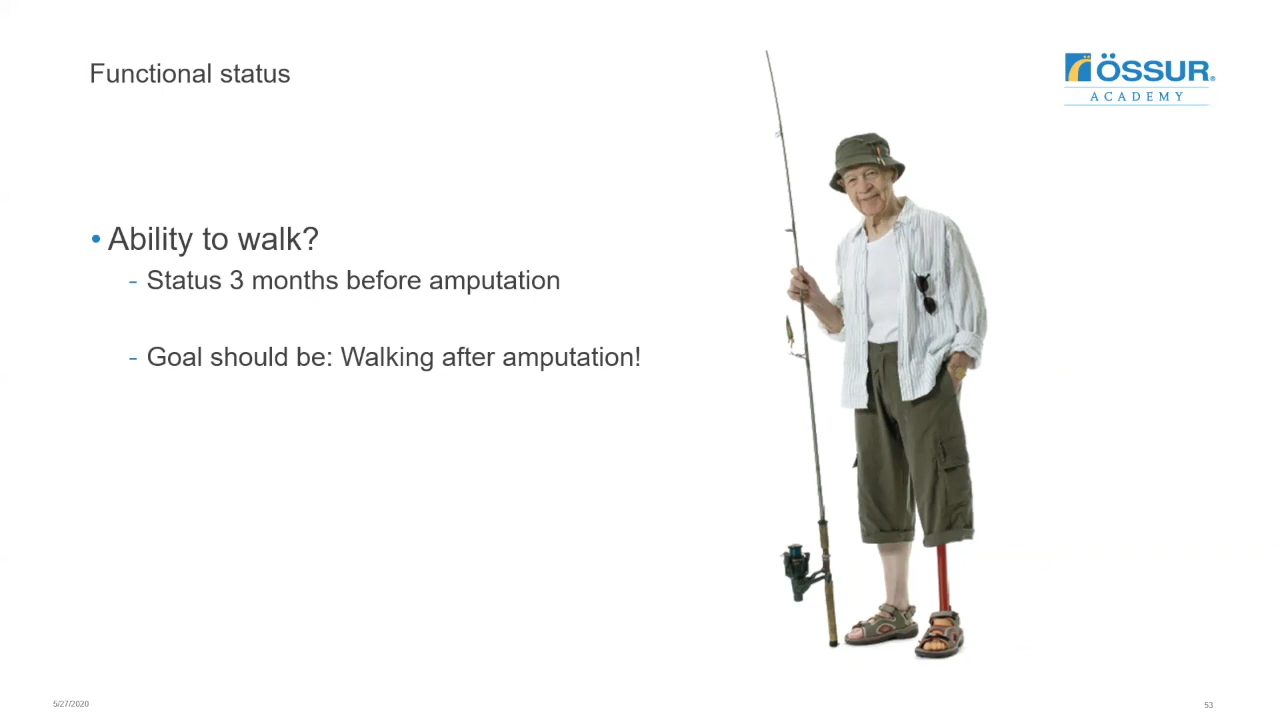 Functional status
ÖSSUR®
ACADEMY
• Ability to walk?
- Status 3 months before amputation
- Goal should be: Walking after amputation!
5/27/2020
53